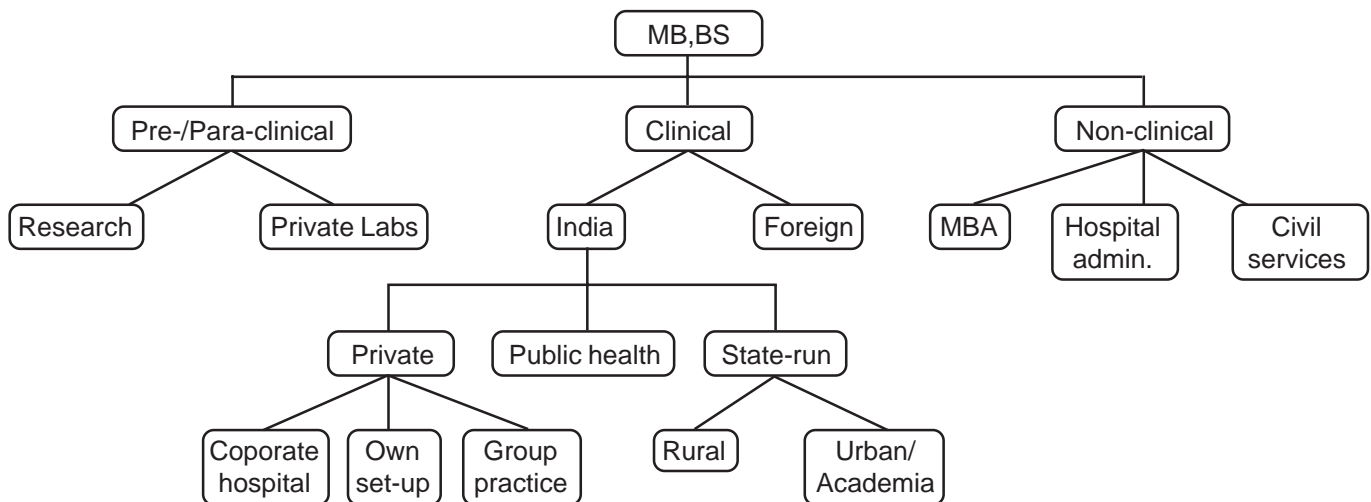 MB,BS
Pre-/Para-clinical
Clinical
Non-clinical
Research
Private Labs
India
Foreign
MBA
Hospital
admin.
Civil
services
Private
Public health
State-run
Coporate
hospital
Own
set-up
Group
practice
Rural
Urban/
Academia